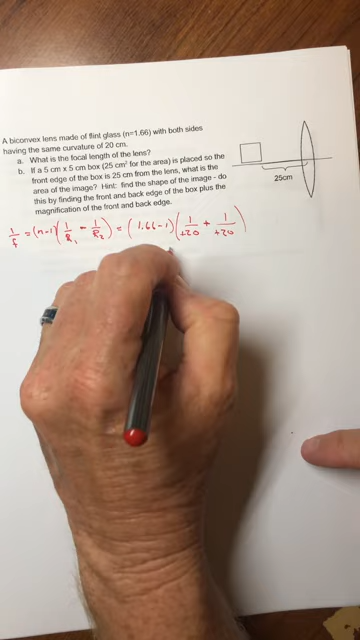 A biconvex lens made of flint glass (n=1.66) with both sides
having the same curvature of 20 cm.
a. What is the focal length of the lens?
b. If a 5 cm x 5 cm box (25 cm² for the area) is placed so the
front edge of the box is 25 cm from the lens, what is the
area of the image? Hint: find the shape of the image - do
this by finding the front and back edge of the box plus the
magnification of the front and back edge.
25cm
1/f = (n-1)(1/R₁ - 1/R₂) = (1.66-1)(1/+20 + 1/+20)